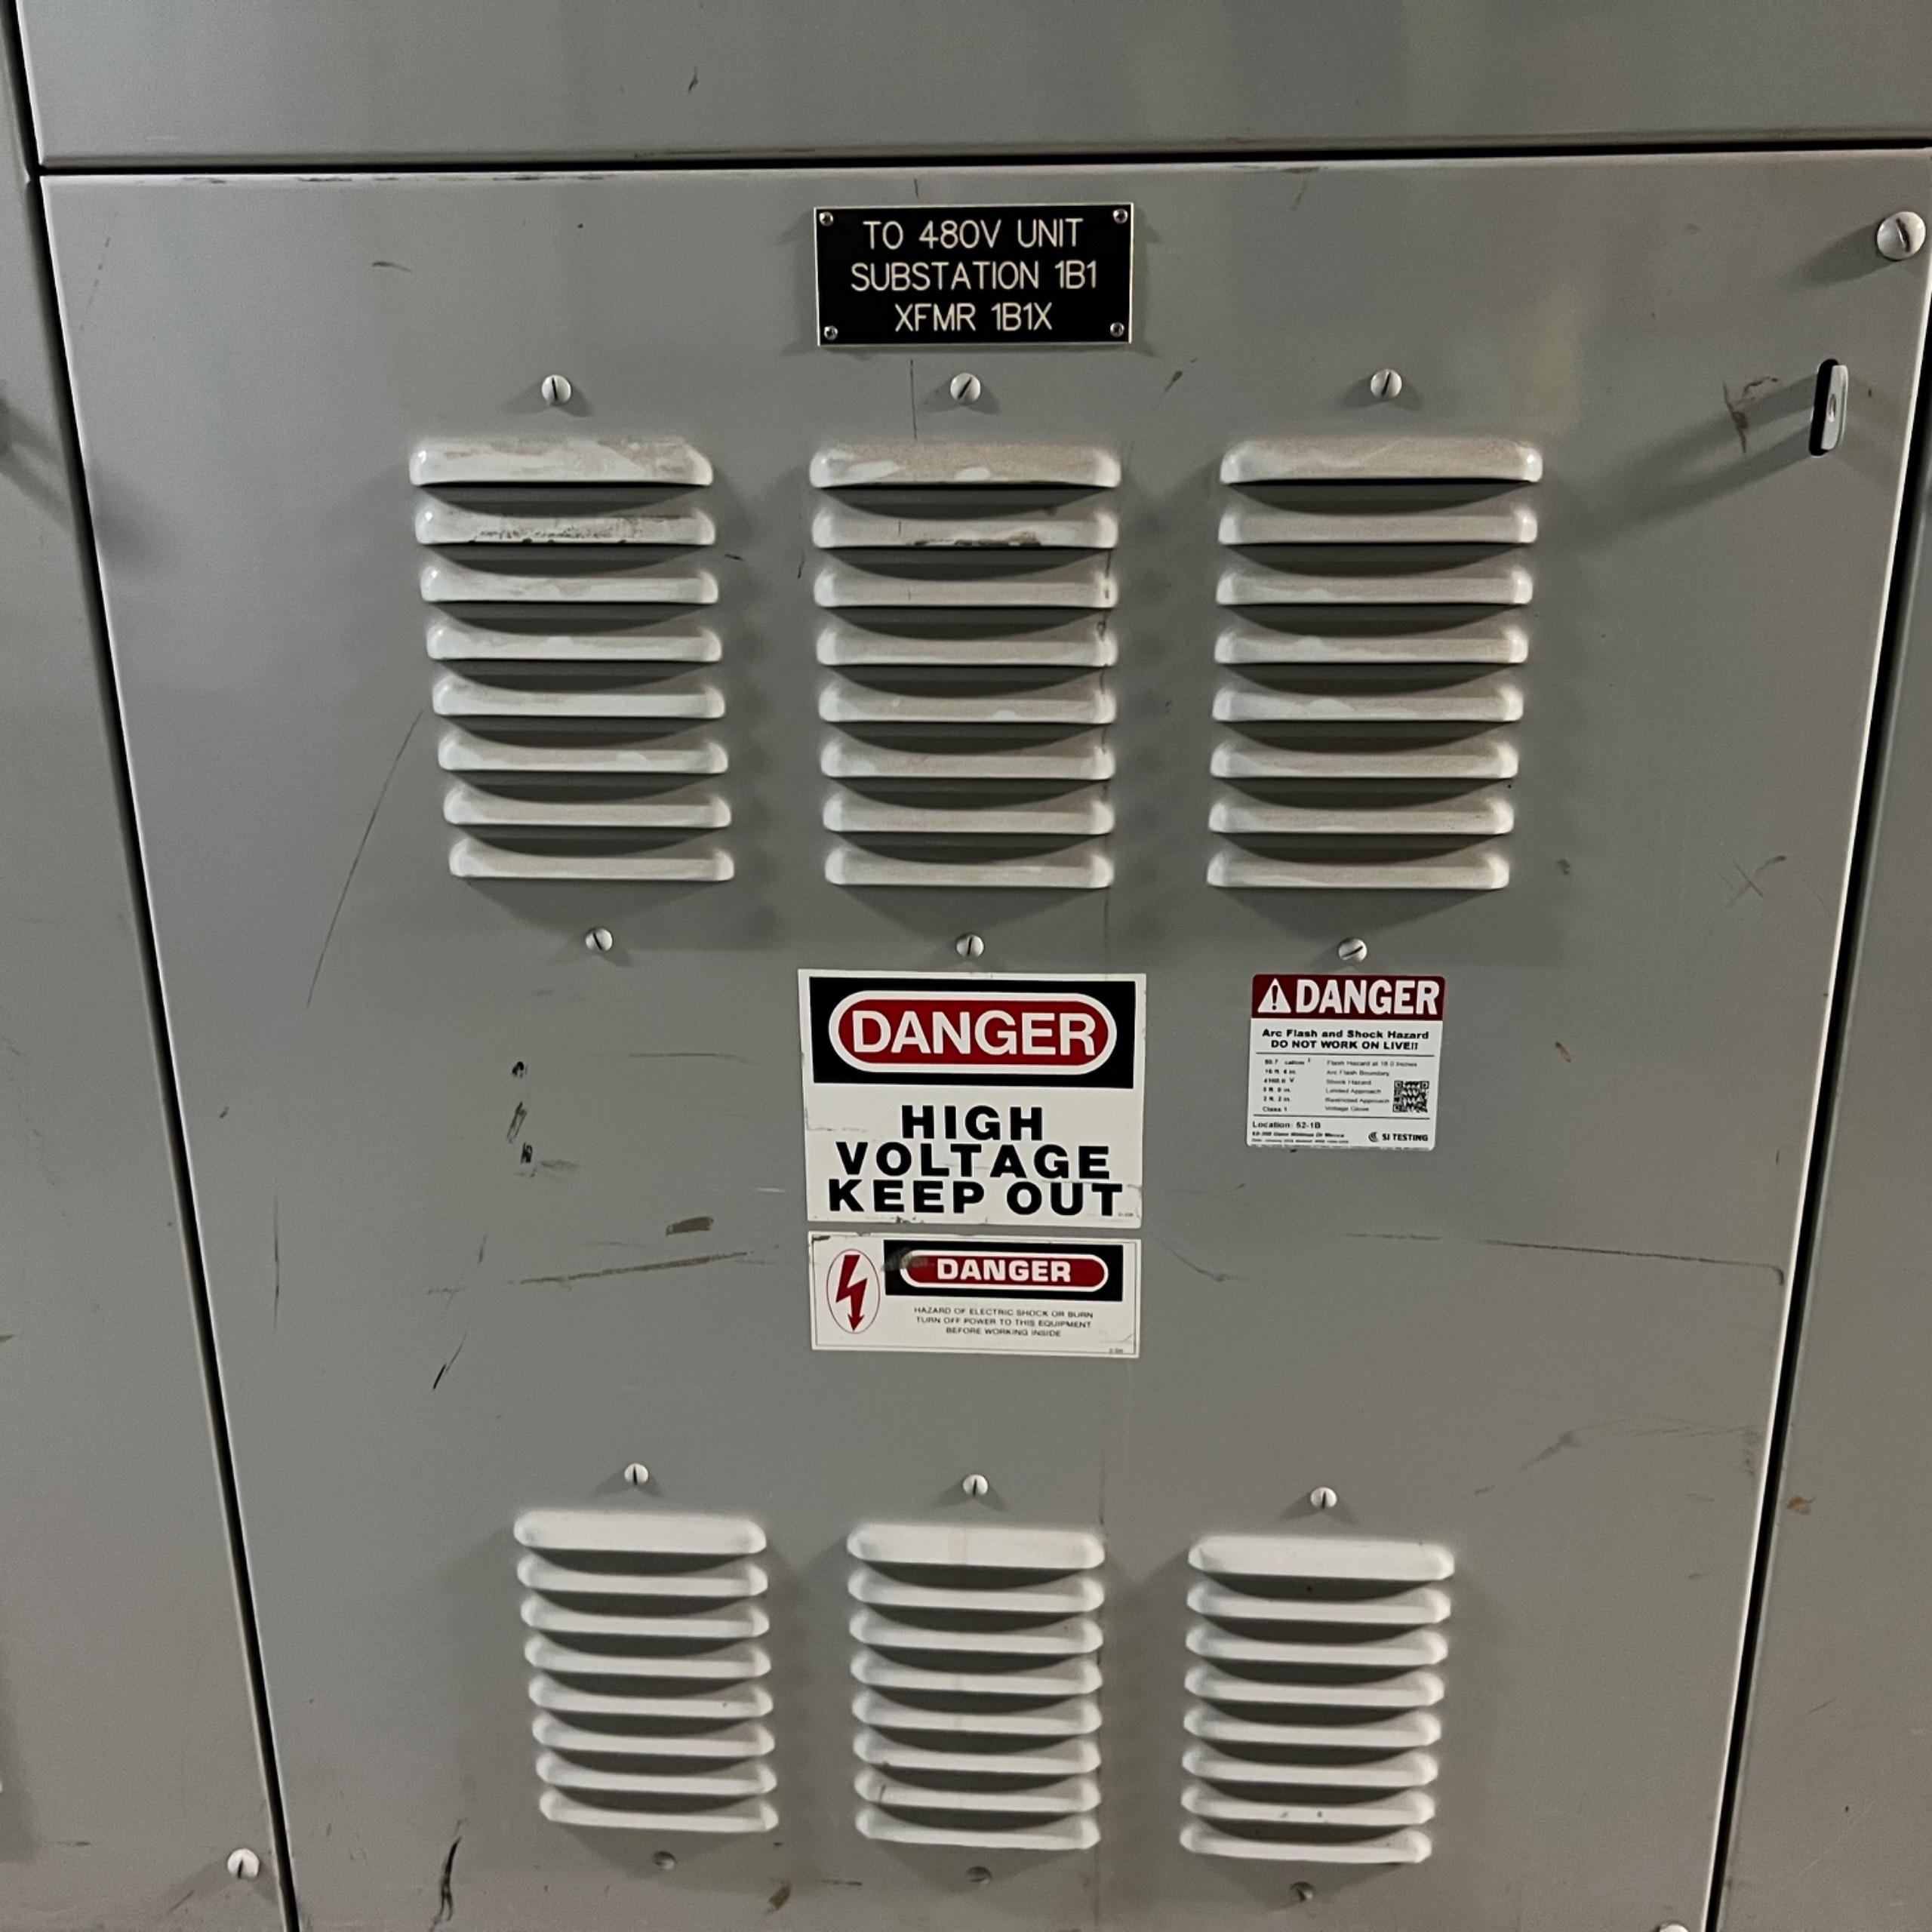 TO 480V UNIT
SUBSTATION 1B1
XFMR 1B1X
DANGER
HIGH
VOLTAGE
KEEP OUT
DANGER
HAZARD OF ELECTRIC SHOCK OR BURN
TURN OFF POWER TO THIS EQUIPMENT
BEFORE WORKING INSIDE
DANGER
Arc Flash and Shock Hazard
DO NOT WORK ON LIVE!!
Flash Hazard at 18.0 inches
Arc Flash Boundary
Shock Hazard
Limited Approach
Restricted Approach
Class 1 Voltage Glove
Location: 52-1B
SI TESTING